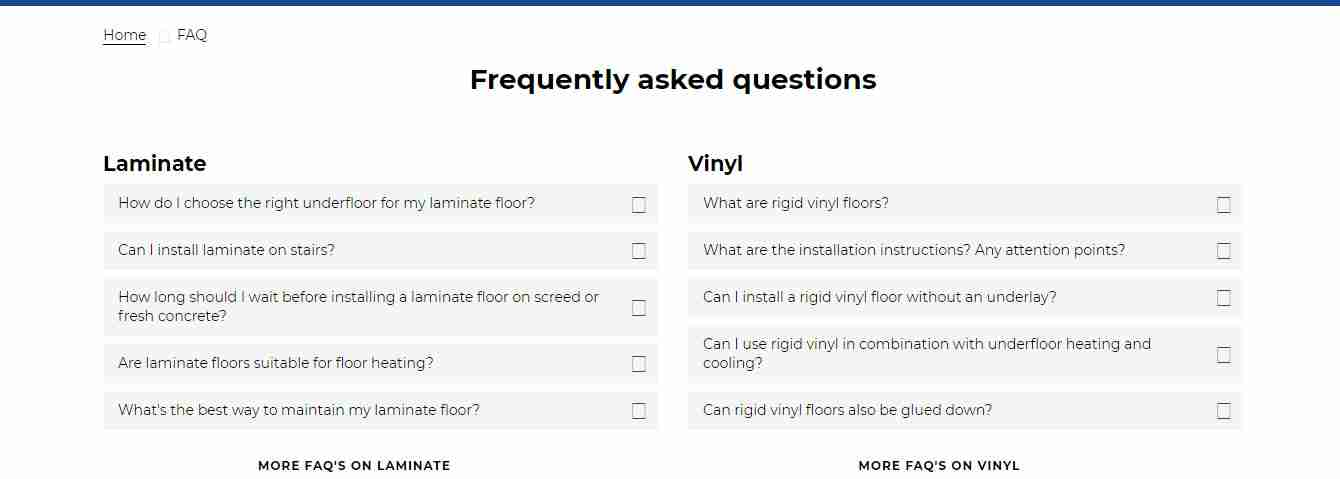 Home FAQ
Frequently asked questions
Laminate
How do I choose the right underfloor for my laminate floor?
Can I install laminate on stairs?
How long should I wait before installing a laminate floor on screed or
fresh concrete?
Are laminate floors suitable for floor heating?
What's the best way to maintain my laminate floor?
MORE FAQ'S ON LAMINATE
Vinyl
What are rigid vinyl floors?
What are the installation instructions? Any attention points?
Can I install a rigid vinyl floor without an underlay?
Can I use rigid vinyl in combination with underfloor heating and
cooling?
Can rigid vinyl floors also be glued down?
MORE FAQ'S ON VINYL